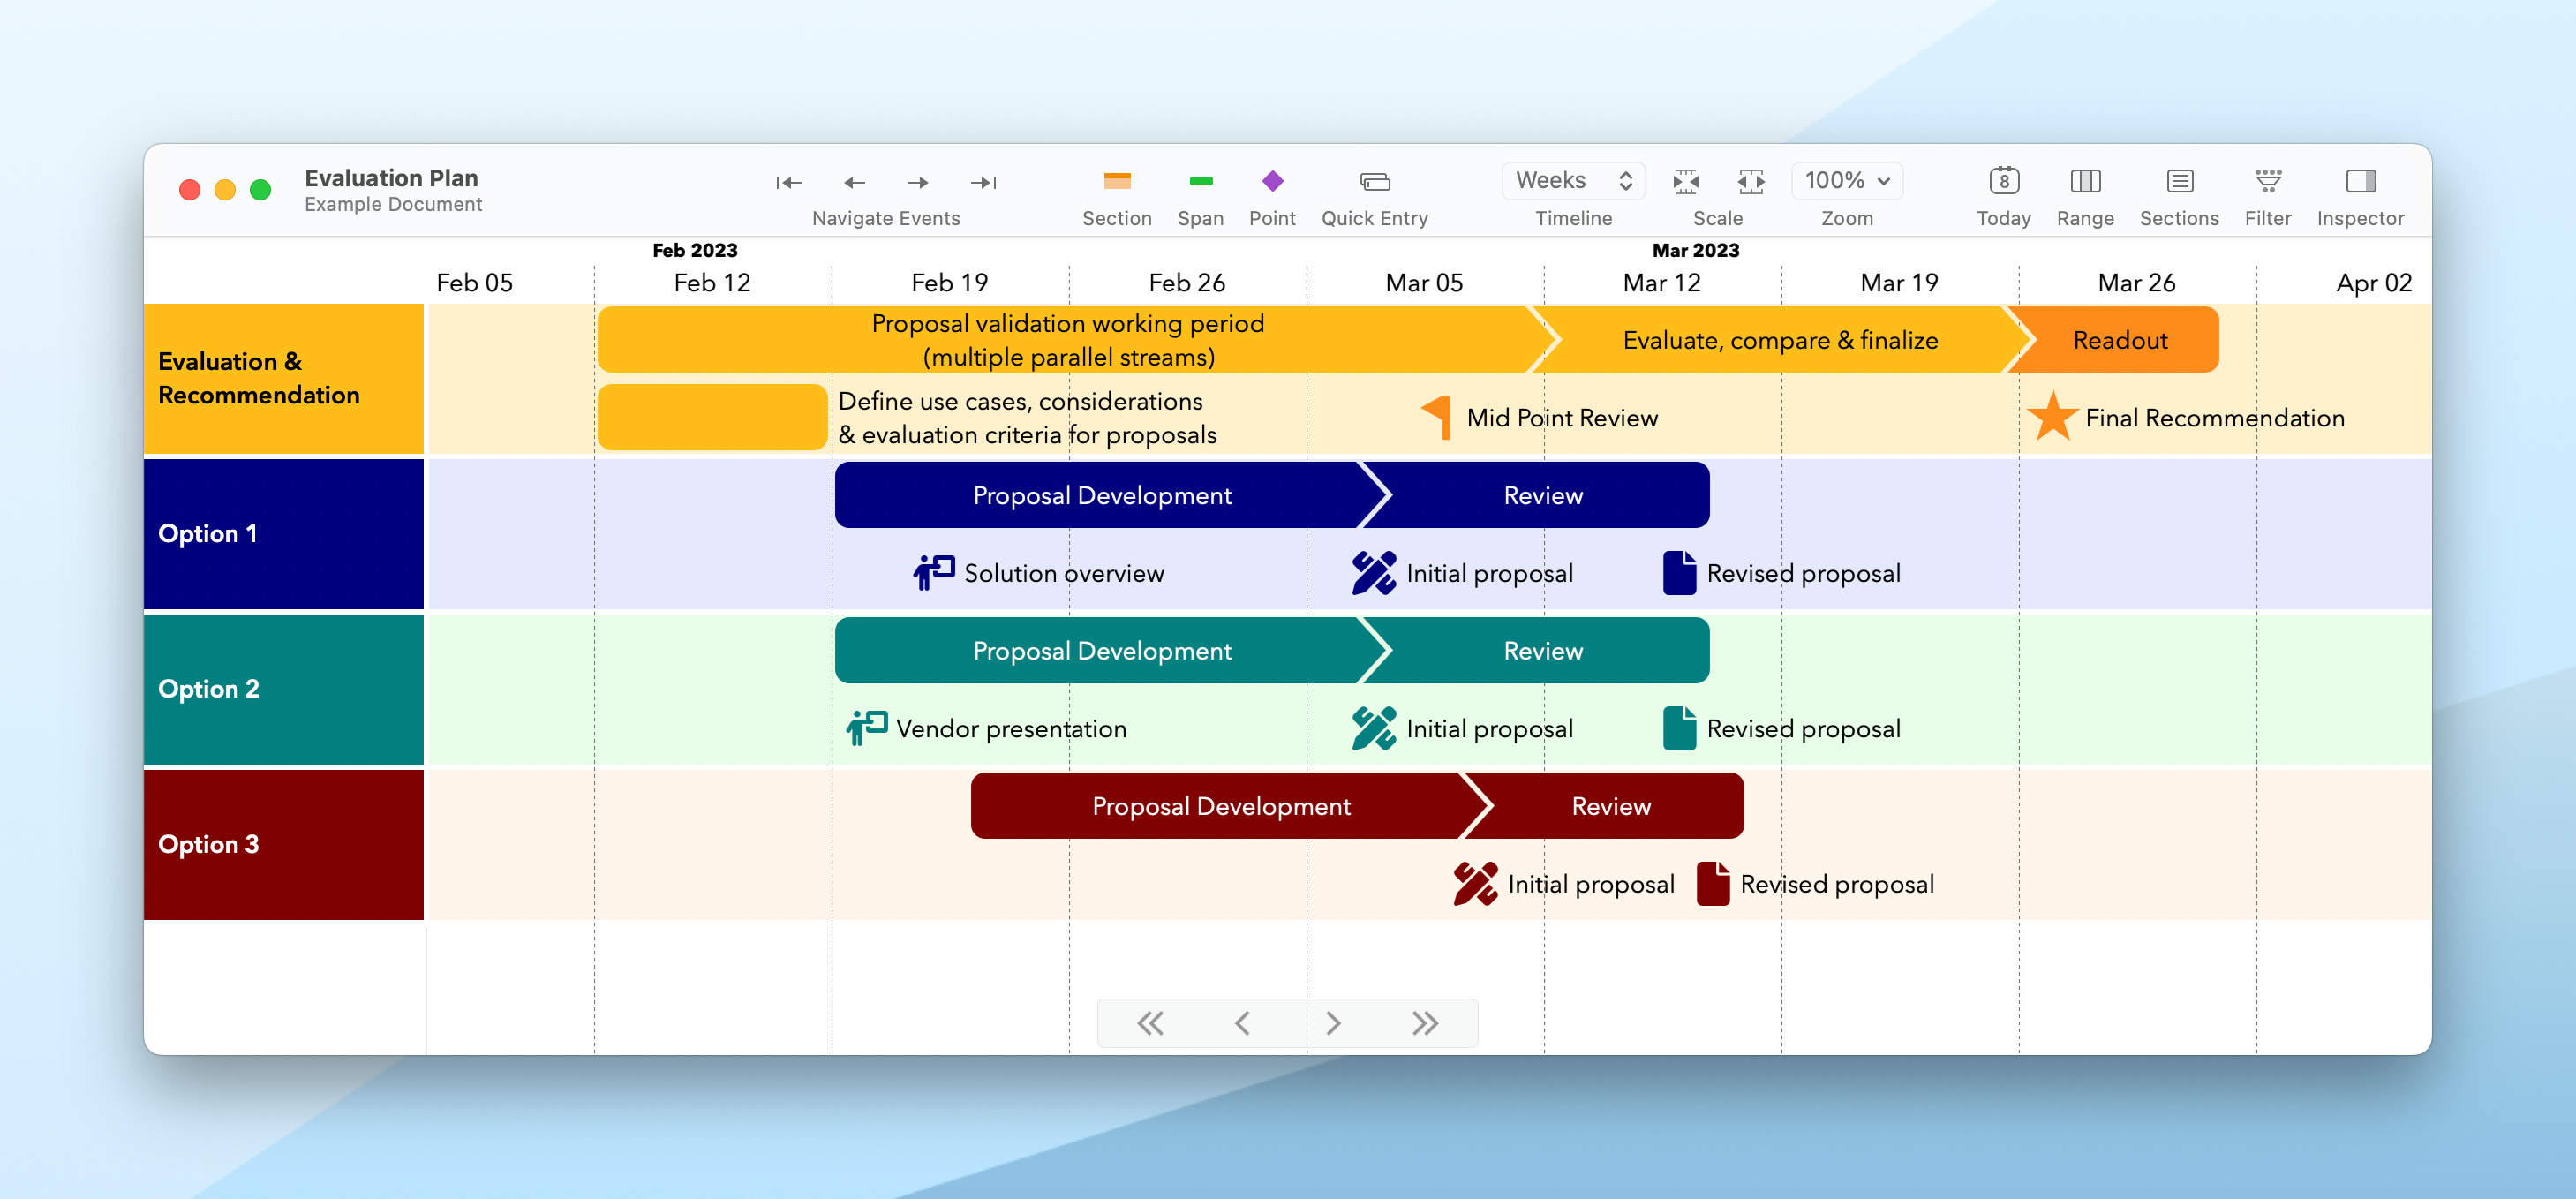 Evaluation Plan
Example Document
Navigate Events
Section
Span
Point
Quick Entry
Weeks
Timeline
Scale
100%
Zoom
8
Today
Range
Sections
Filter
Inspector
Feb 2023
Mar 2023
Feb 05
Feb 12
Feb 19
Feb 26
Mar 05
Mar 12
Mar 19
Mar 26
Apr 02
Evaluation &
Recommendation
Proposal validation working period
(multiple parallel streams)
Evaluate, compare & finalize
Readout
Define use cases, considerations
& evaluation criteria for proposals
Mid Point Review
Final Recommendation
Option 1
Proposal Development
Review
Solution overview
Initial proposal
Revised proposal
Option 2
Proposal Development
Review
Vendor presentation
Initial proposal
Revised proposal
Option 3
Proposal Development
Review
Initial proposal
Revised proposal